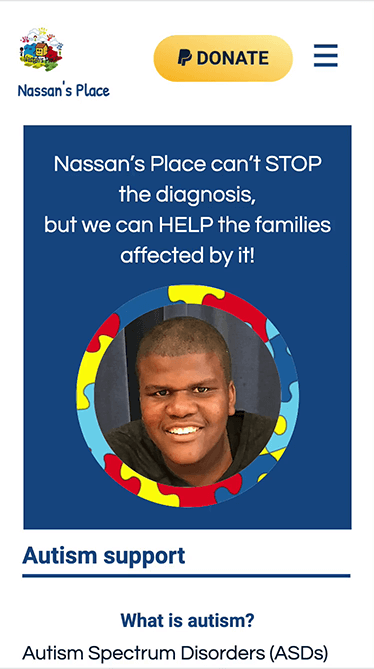 Nassan's Place
DONATE
Nassan's Place can't STOP
the diagnosis,
but we can HELP the families
affected by it!
Autism support
What is autism?
Autism Spectrum Disorders (ASDs)